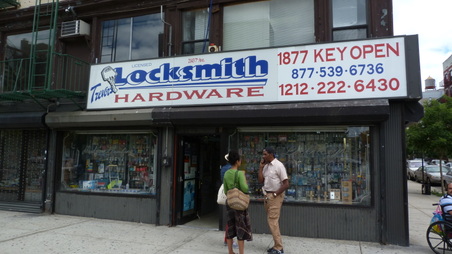 Locksmith
HARDWARE
1877 KEY OPEN
877·539·6736
1212·222·6430